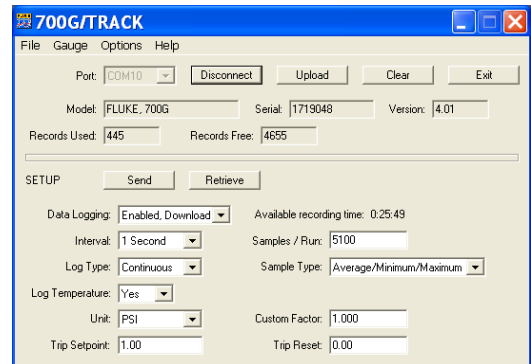 700G/TRACK
File Gauge Options Help
Port: COM10 Disconnect Upload Clear Exit
Model: FLUKE, 700G Serial: 1719048 Version: 4.01
Records Used: 445 Records Free: 4655
SETUP Send Retrieve
Data Logging: Enabled, Download Available recording time: 0:25:49
Interval: 1 Second Samples / Run: 5100
Log Type: Continuous Sample Type: Average/Minimum/Maximum
Log Temperature: Yes
Unit: PSI Custom Factor: 1.000
Trip Setpoint: 1.00 Trip Reset: 0.00